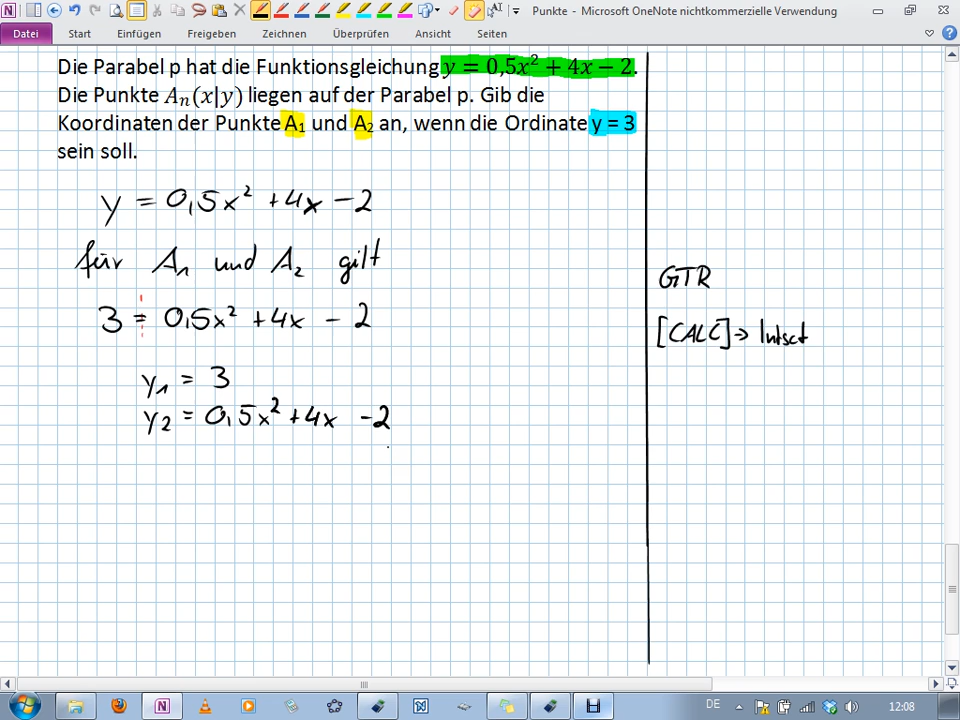 Punkte - Microsoft OneNote nichtkommerzielle Verwendung
Datei Start Einfügen Freigeben Zeichnen Überprüfen Ansicht Seiten
Die Parabel p hat die Funktionsgleichung y = 0,5x² + 4x − 2.
Die Punkte Aₙ(x|y) liegen auf der Parabel p. Gib die
Koordinaten der Punkte A₁ und A₂ an, wenn die Ordinate y = 3
sein soll.
y = 0,5x² + 4x − 2
für A₁ und A₂ gilt
GTR
3 = 0,5x² + 4x − 2
[CALC] → Intsct
y₁ = 3
y₂ = 0,5x² + 4x − 2
DE 12:08